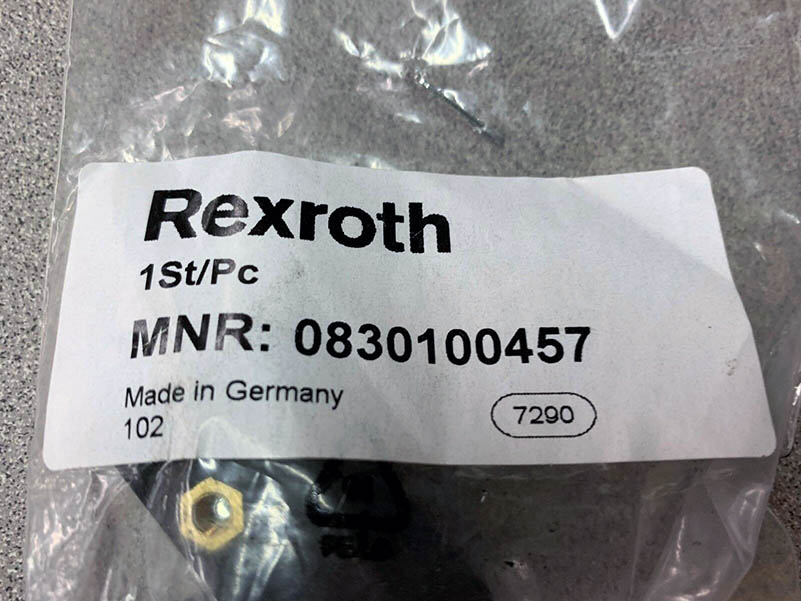 Rexroth
1St/Pc
MNR: 0830100457
Made in Germany
102
7290